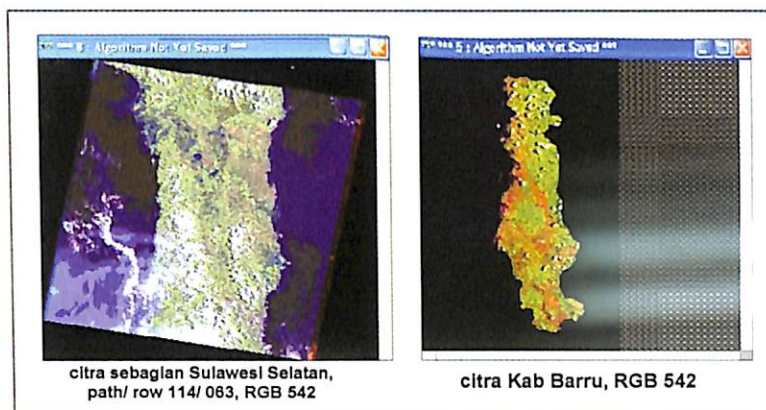 *** 8 : Algorithm Not Yet Saved ***
*** 5 : Algorithm Not Yet Saved ***
citra sebagian Sulawesi Selatan,
path/ row 114/ 063, RGB 542
citra Kab Barru, RGB 542